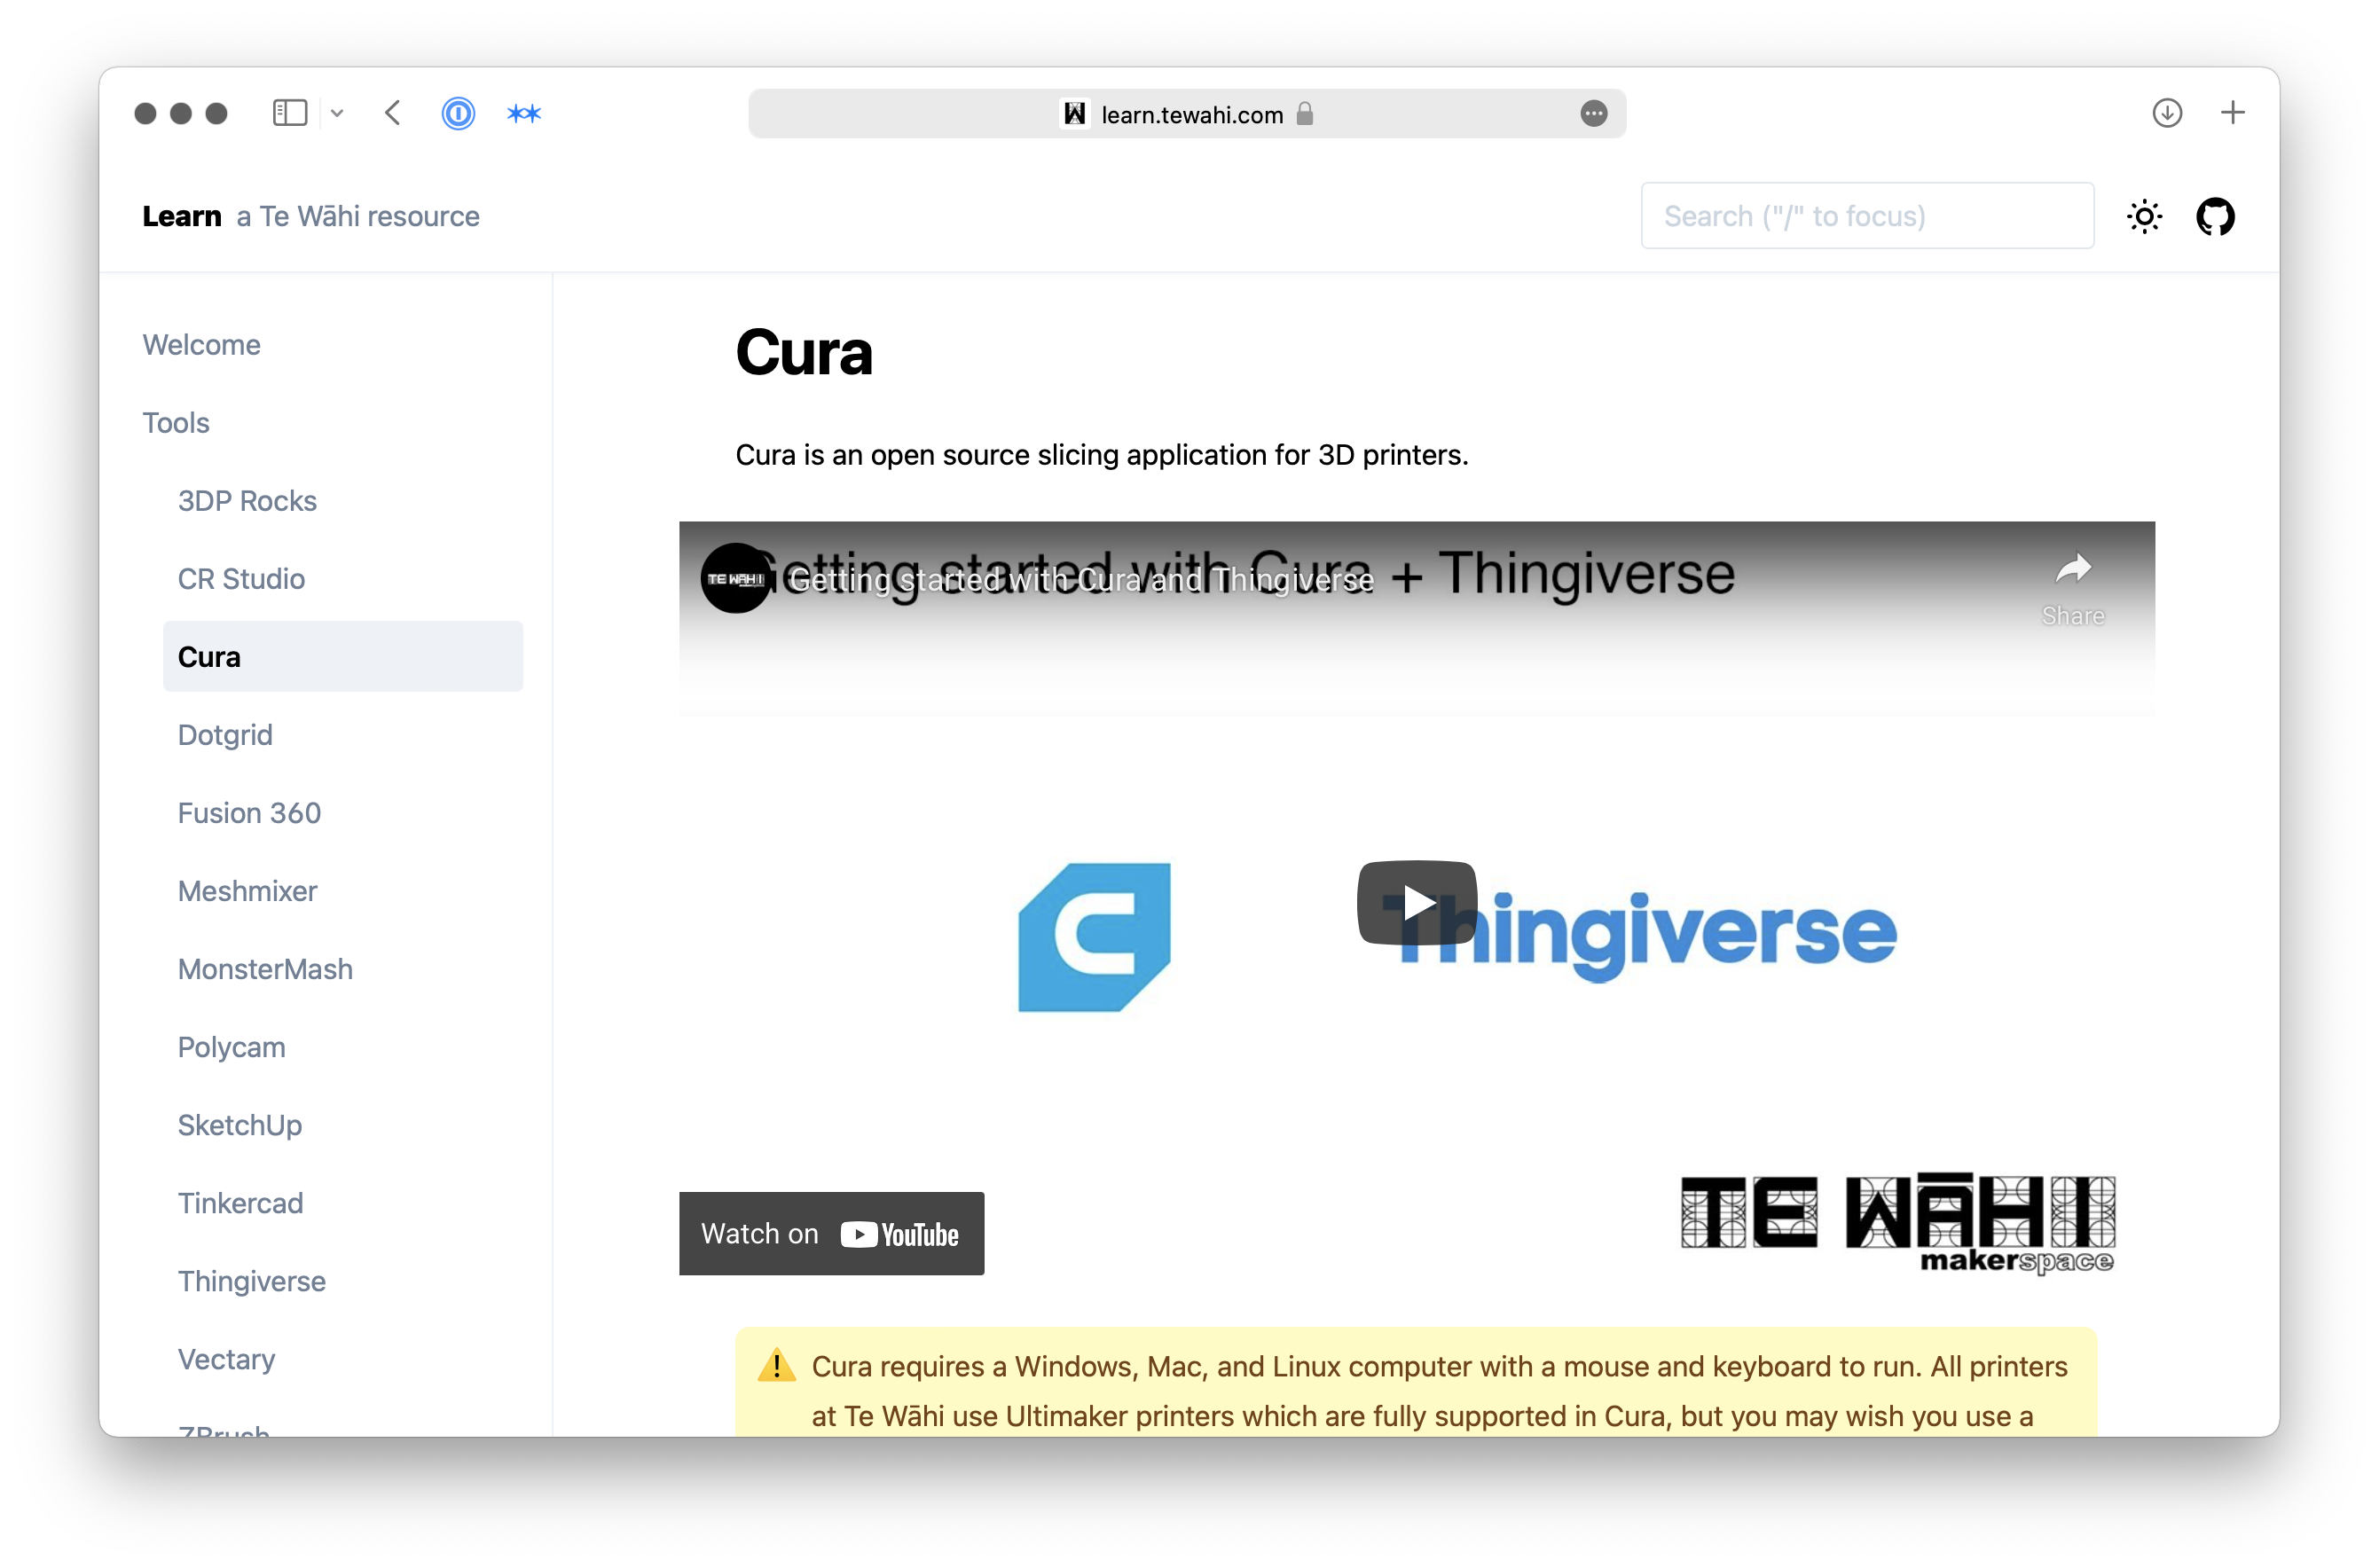 learn.tewahi.com
Learn a Te Wāhi resource
Search ("/" to focus)
Welcome
Tools
3DP Rocks
CR Studio
Cura
Dotgrid
Fusion 360
Meshmixer
MonsterMash
Polycam
SketchUp
Tinkercad
Thingiverse
Vectary
ZBrush
Cura
Cura is an open source slicing application for 3D printers.
TE WĀHI
Getting started with Cura + Thingiverse
Getting started with Cura and Thingiverse
Share
C
Thingiverse
Watch on YouTube
TE WĀHI
makerspace
Cura requires a Windows, Mac, and Linux computer with a mouse and keyboard to run. All printers
at Te Wāhi use Ultimaker printers which are fully supported in Cura, but you may wish you use a